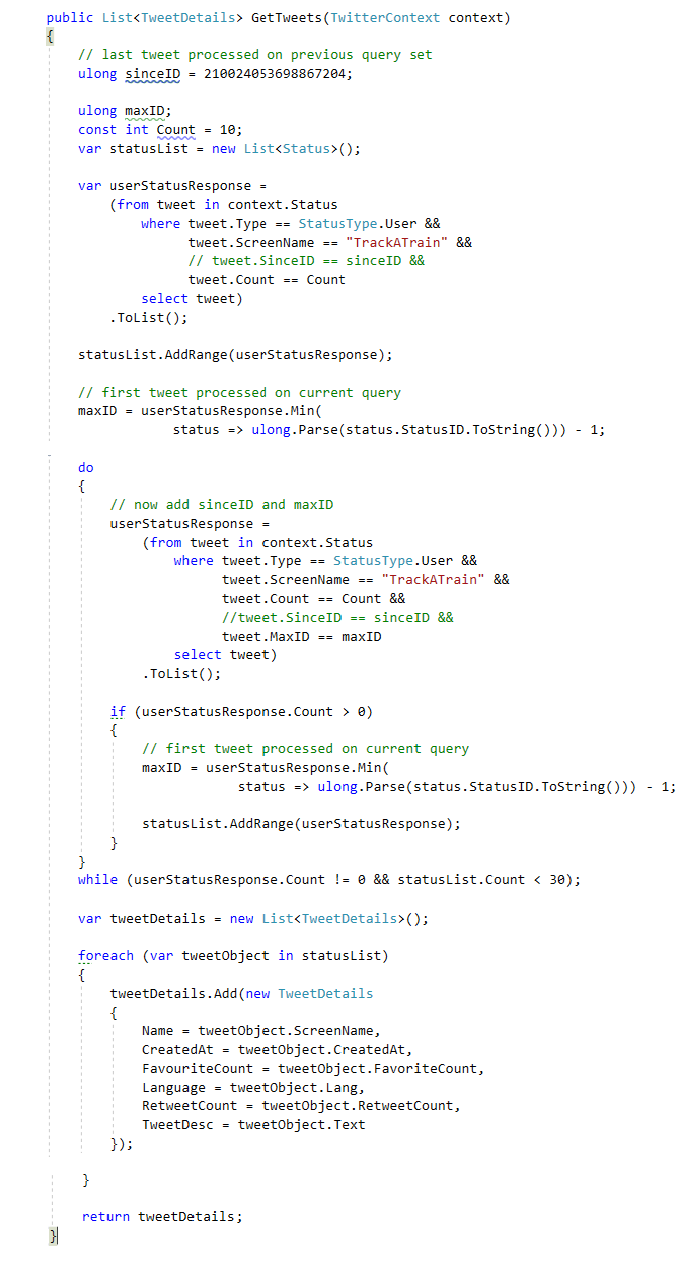 public List<TweetDetails> GetTweets(TwitterContext context)
{
// last tweet processed on previous query set
ulong sinceID = 210024053698867204;
ulong maxID;
const int Count = 10;
var statusList = new List<Status>();
var userStatusResponse =
(from tweet in context.Status
where tweet.Type == StatusType.User &&
tweet.ScreenName == "TrackATrain" &&
// tweet.SinceID == sinceID &&
tweet.Count == Count
select tweet)
.ToList();
statusList.AddRange(userStatusResponse);
// first tweet processed on current query
maxID = userStatusResponse.Min(
status => ulong.Parse(status.StatusID.ToString())) - 1;
do
{
// now add sinceID and maxID
userStatusResponse =
(from tweet in context.Status
where tweet.Type == StatusType.User &&
tweet.ScreenName == "TrackATrain" &&
tweet.Count == Count &&
//tweet.SinceID == sinceID &&
tweet.MaxID == maxID
select tweet)
.ToList();
if (userStatusResponse.Count > 0)
{
// first tweet processed on current query
maxID = userStatusResponse.Min(
status => ulong.Parse(status.StatusID.ToString())) - 1;
statusList.AddRange(userStatusResponse);
}
}
while (userStatusResponse.Count != 0 && statusList.Count < 30);
var tweetDetails = new List<TweetDetails>();
foreach (var tweetObject in statusList)
{
tweetDetails.Add(new TweetDetails
{
Name = tweetObject.ScreenName,
CreatedAt = tweetObject.CreatedAt,
FavouriteCount = tweetObject.FavoriteCount,
Language = tweetObject.Lang,
RetweetCount = tweetObject.RetweetCount,
TweetDesc = tweetObject.Text
});
}
return tweetDetails;
}